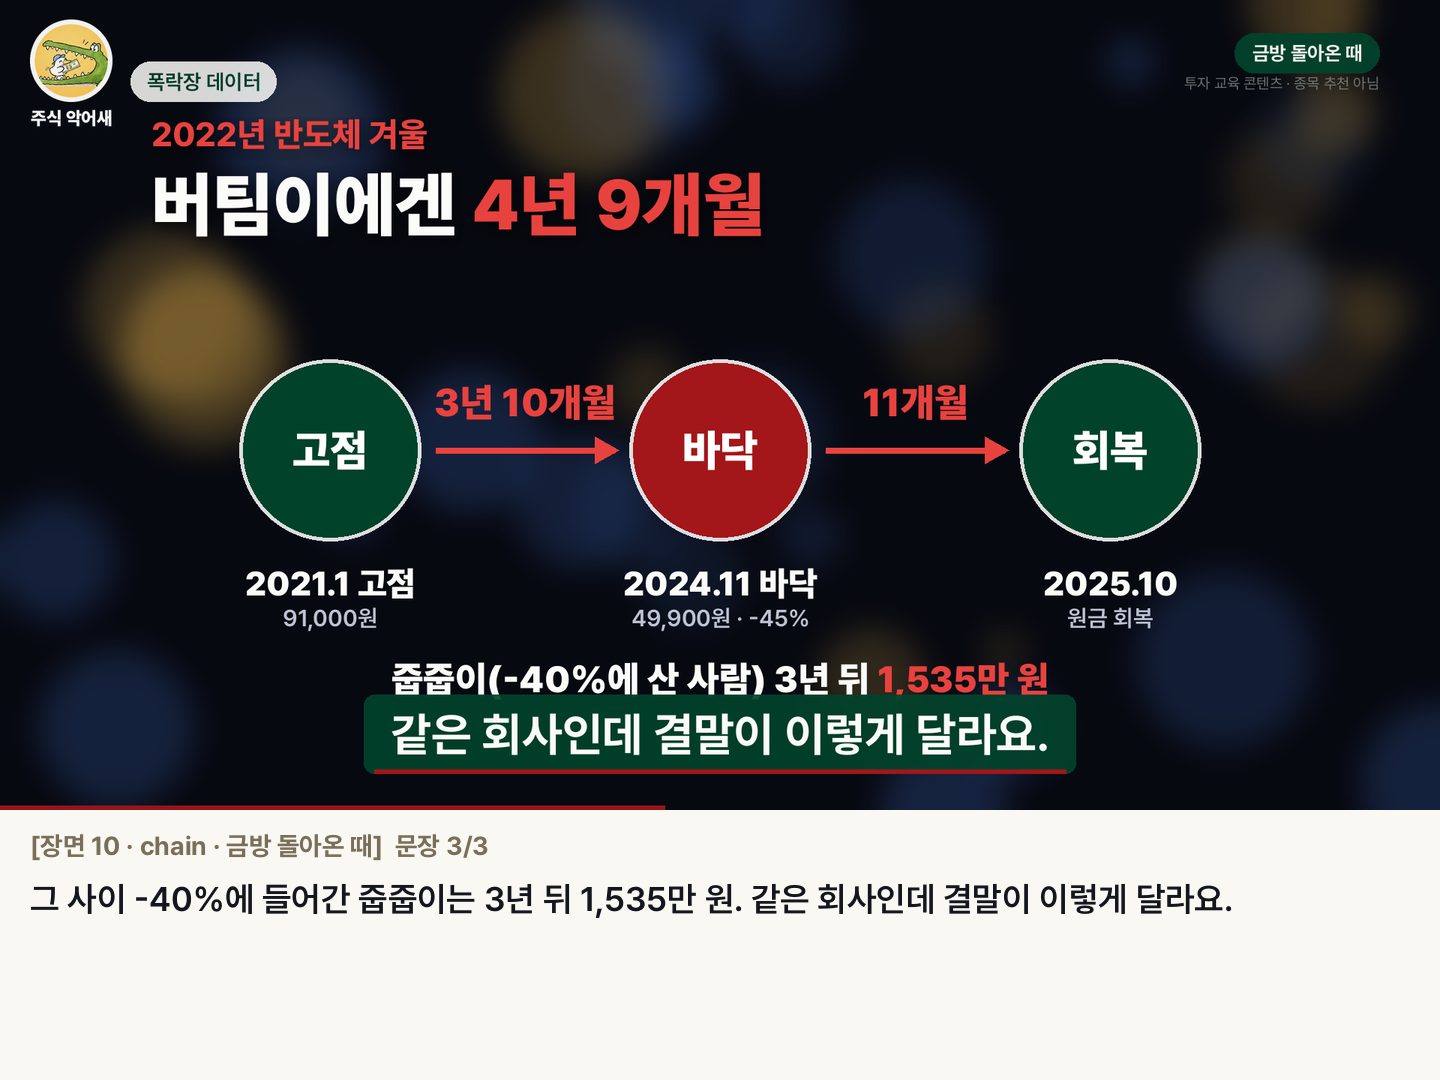 주식 악어새
폭락장 데이터
금방 돌아온 때
투자 교육 콘텐츠 · 종목 추천 아님
2022년 반도체 겨울
버팀이에겐 4년 9개월
3년 10개월
11개월
고점
바닥
회복
2021.1 고점
91,000원
2024.11 바닥
49,900원 · -45%
2025.10
원금 회복
줍줍이(-40%에 산 사람) 3년 뒤 1,535만 원
같은 회사인데 결말이 이렇게 달라요.
[장면 10 · chain · 금방 돌아온 때] 문장 3/3
그 사이 -40%에 들어간 줍줍이는 3년 뒤 1,535만 원. 같은 회사인데 결말이 이렇게 달라요.